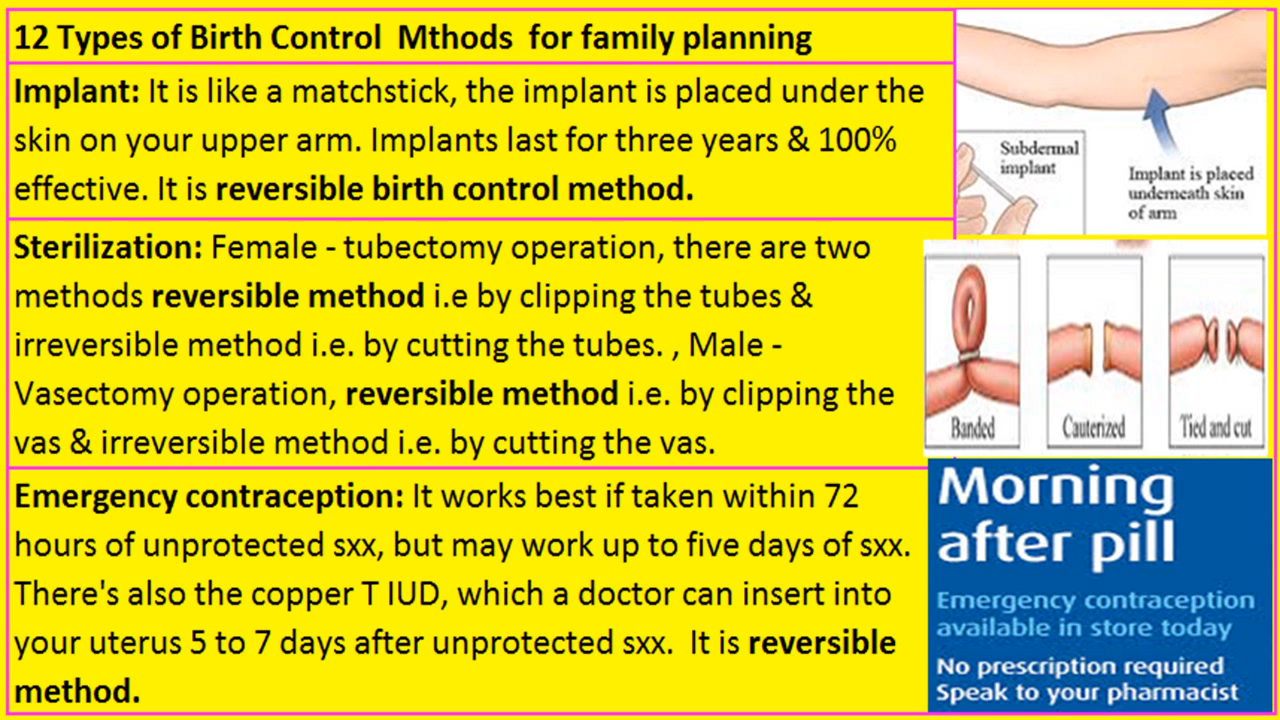 12 Types of Birth Control Mthods for family planning
Implant: It is like a matchstick, the implant is placed under the
skin on your upper arm. Implants last for three years & 100%
effective. It is reversible birth control method.
Subdermal
implant
Implant is placed
underneath skin
of arm
Sterilization: Female - tubectomy operation, there are two
methods reversible method i.e by clipping the tubes &
irreversible method i.e. by cutting the tubes. , Male -
Vasectomy operation, reversible method i.e. by clipping the
vas & irreversible method i.e. by cutting the vas.
Banded
Cauterized
Tied and cut
Emergency contraception: It works best if taken within 72
hours of unprotected sxx, but may work up to five days of sxx.
There's also the copper T IUD, which a doctor can insert into
your uterus 5 to 7 days after unprotected sxx. It is reversible
method.
Morning
after pill
Emergency contraception
available in store today
No prescription required
Speak to your pharmacist